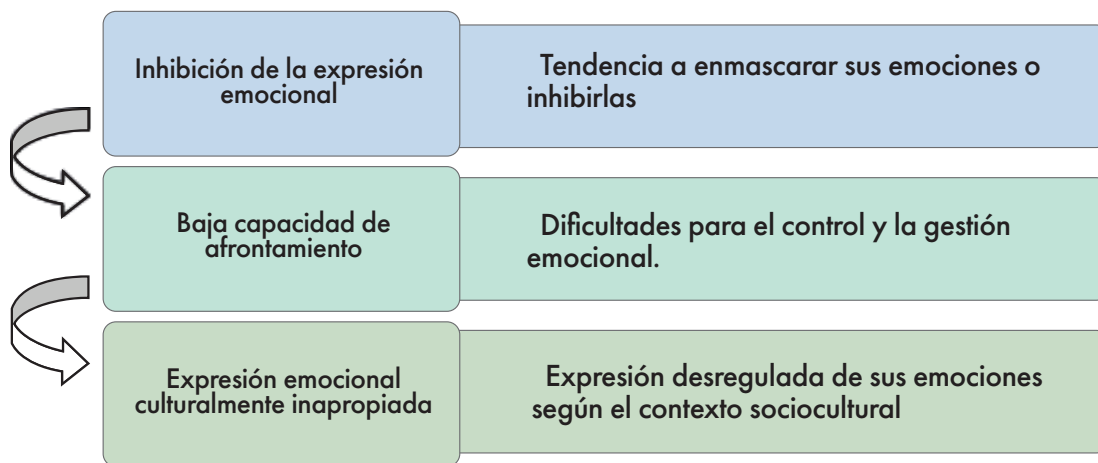 Inhibición de la expresión
emocional
Tendencia a enmascarar sus emociones o
inhibirlas
Baja capacidad de
afrontamiento
Dificultades para el control y la gestión
emocional.
Expresión emocional
culturalmente inapropiada
Expresión desregulada de sus emociones
según el contexto sociocultural